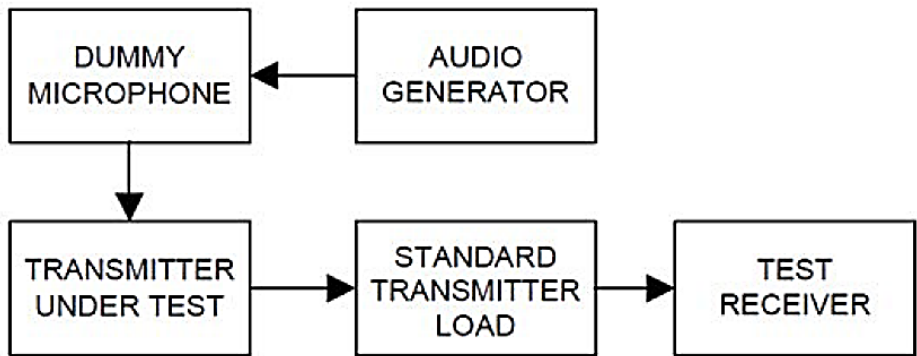 DUMMY
MICROPHONE
AUDIO
GENERATOR
TRANSMITTER
UNDER TEST
STANDARD
TRANSMITTER
LOAD
TEST
RECEIVER